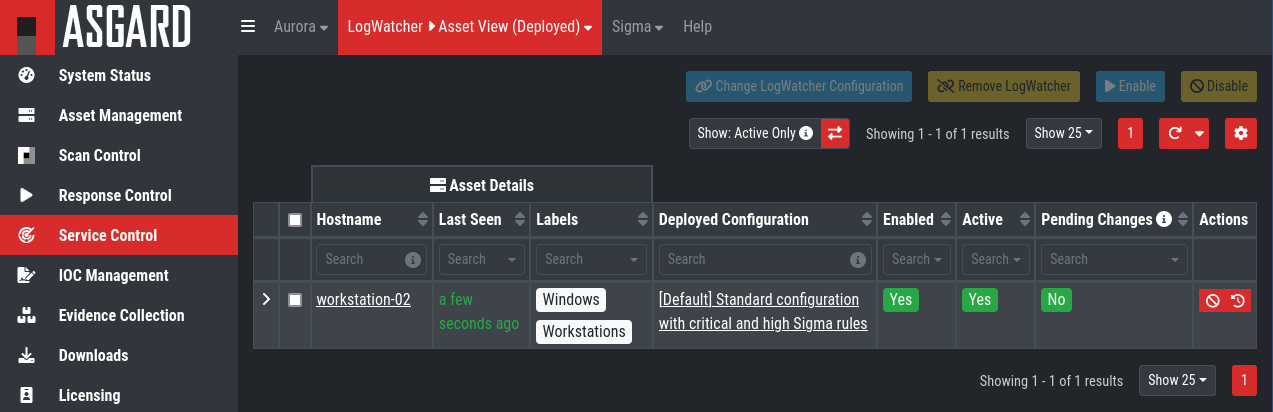 ASGARD
Aurora
LogWatcher Asset View (Deployed)
Sigma
Help
System Status
Asset Management
Scan Control
Response Control
Service Control
IOC Management
Evidence Collection
Downloads
Licensing
Change LogWatcher Configuration
Remove LogWatcher
Enable
Disable
Show: Active Only
Showing 1 - 1 of 1 results
Show 25
1
Asset Details
Hostname
Last Seen
Labels
Deployed Configuration
Enabled
Active
Pending Changes
Actions
Search
Search
Search
Search
Search
Search
Search
workstation-02
a few
seconds ago
Windows
Workstations
[Default] Standard configuration
with critical and high Sigma rules
Yes
Yes
No
Showing 1 - 1 of 1 results
Show 25
1